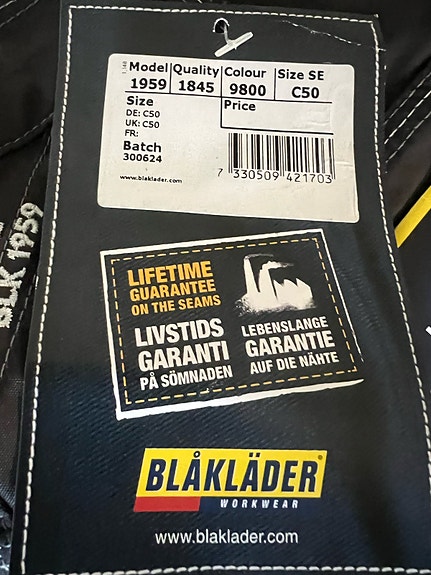 Model Quality Colour Size SE
1959 1845 9800 C50
Size Price
DE: C50
UK: C50
FR:
Batch
300624
www.blaklader.com
7 330509 421703
LIFETIME
GUARANTEE
ON THE SEAMS
LIVSTIDS
GARANTI
PÅ SÖMNADEN
LEBENSLANGE
GARANTIE
AUF DIE NÄHTE
BLÅKLÄDER
WORKWEAR
www.blaklader.com
BLK 1959